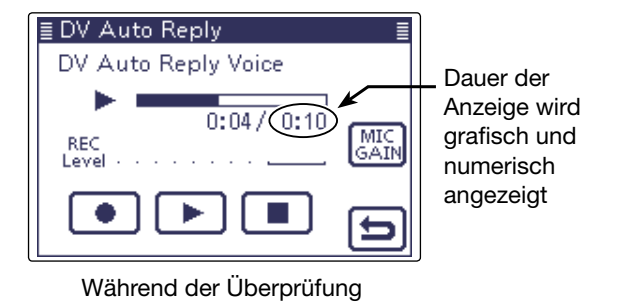 DV Auto Reply
DV Auto Reply Voice
0:04/0:10
REC
Level
MIC
GAIN
Dauer der
Anzeige wird
grafisch und
numerisch
angezeigt
Während der Überprüfung